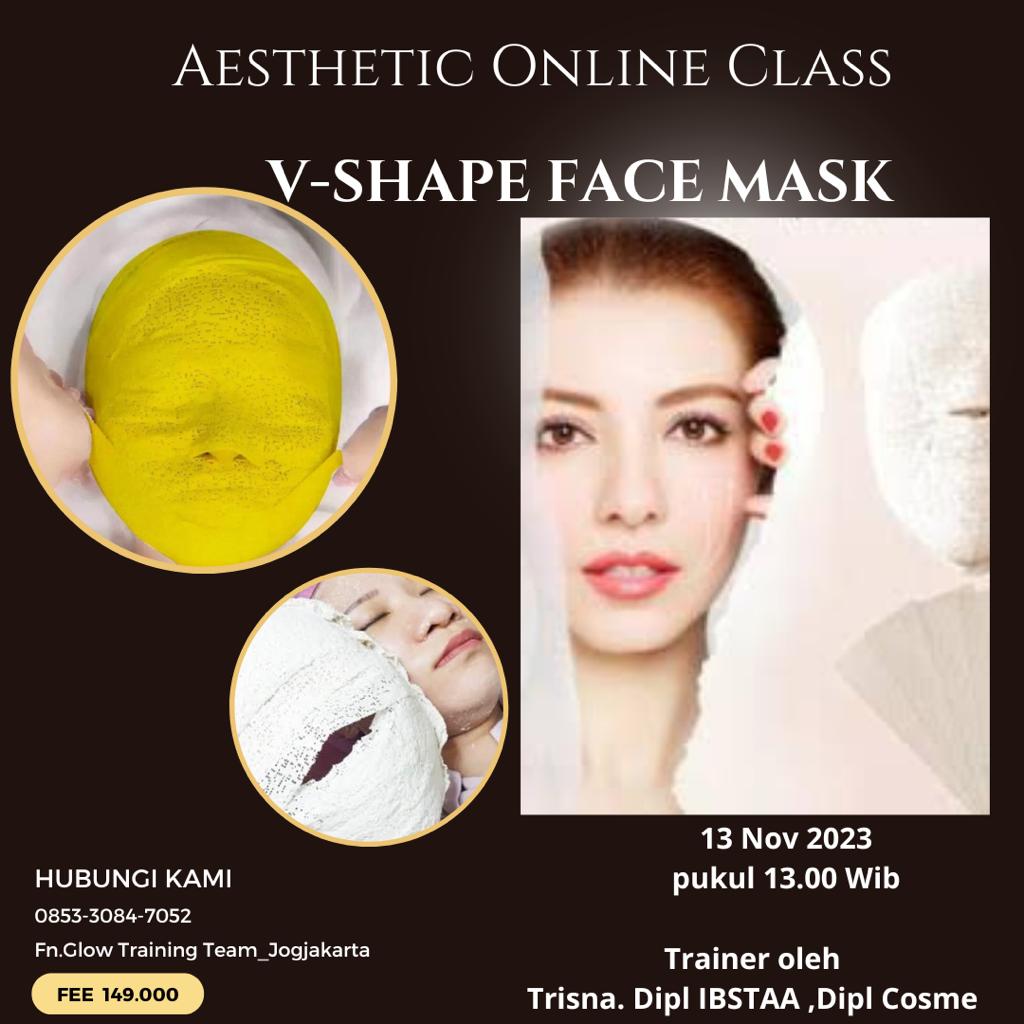 AESTHETIC ONLINE CLASS
V-SHAPE FACE MASK
13 Nov 2023
pukul 13.00 Wib
HUBUNGI KAMI
0853-3084-7052
Fn.Glow Training Team_Jogjakarta
FEE 149.000
Trainer oleh
Trisna. Dipl IBSTAA ,Dipl Cosme